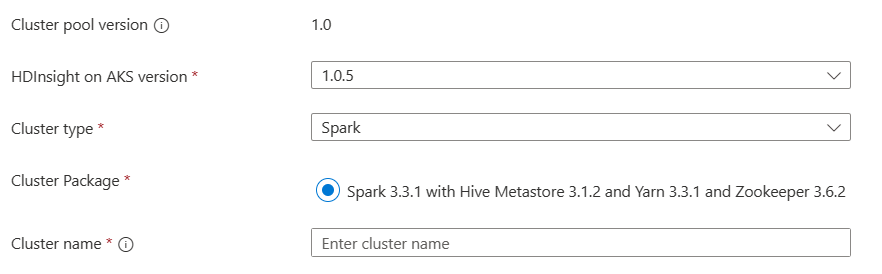 Cluster pool version 1.0
HDInsight on AKS version * 1.0.5
Cluster type * Spark
Cluster Package * Spark 3.3.1 with Hive Metastore 3.1.2 and Yarn 3.3.1 and Zookeeper 3.6.2
Cluster name * Enter cluster name